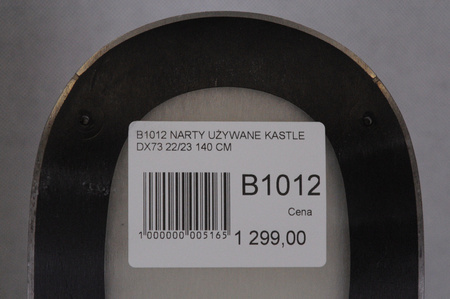 B1012 NARTY UŻYWANE KASTLE
DX73 22/23 140 CM
B1012
Cena
1 000000 005165
1 299,00